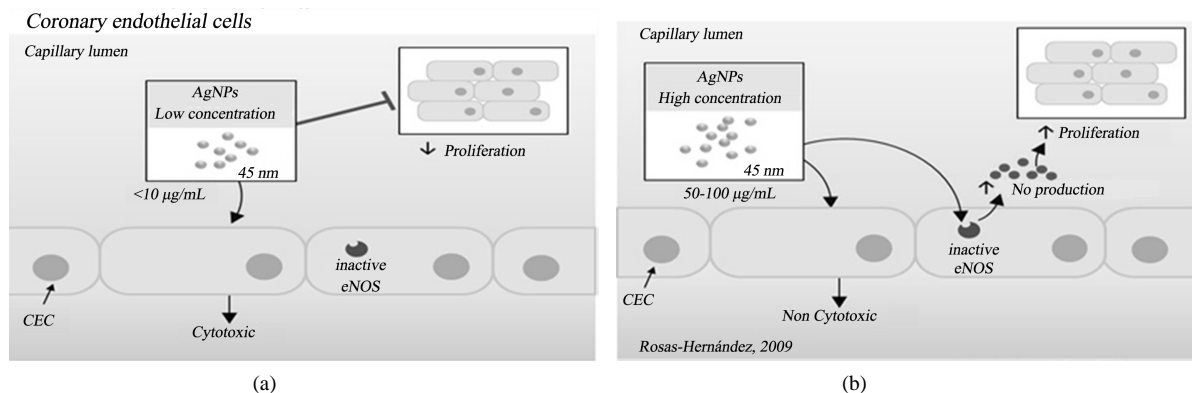 Coronary endothelial cells
Capillary lumen
AgNPs
Low concentration
45 nm
<10 μg/mL
↓ Proliferation
inactive
eNOS
CEC
Cytotoxic
(a)
Capillary lumen
AgNPs
High concentration
45 nm
50-100 μg/mL
↑ Proliferation
↑ No production
inactive
eNOS
CEC
Non Cytotoxic
Rosas-Hernández, 2009
(b)